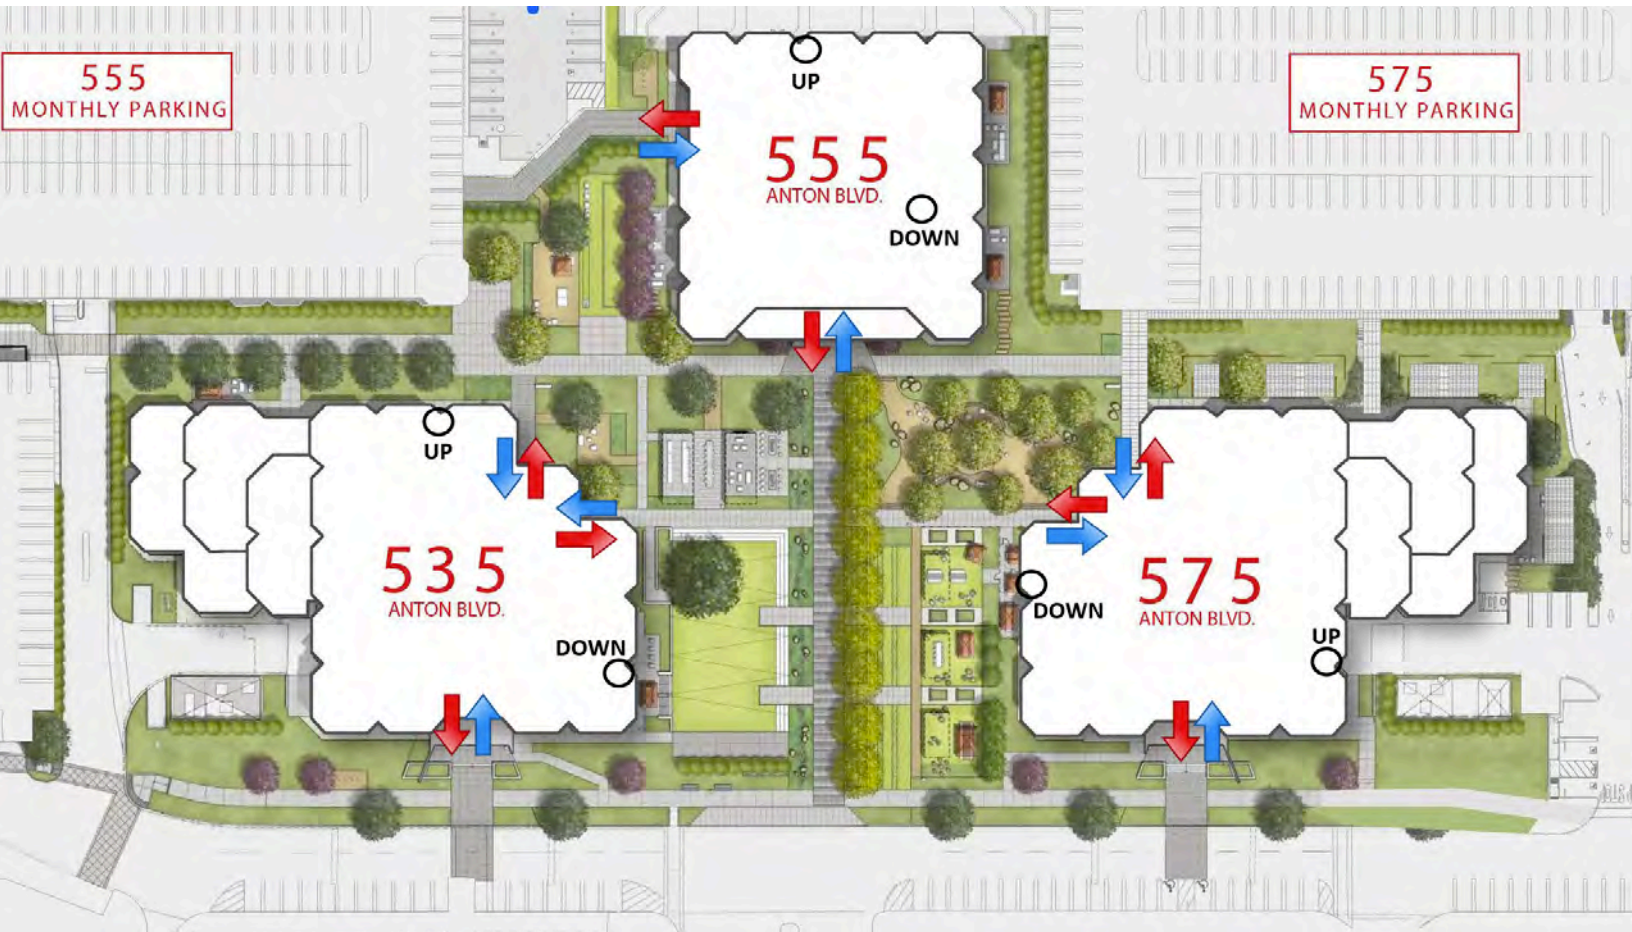 555
MONTHLY PARKING
UP
575
MONTHLY PARKING
555
ANTON BLVD.
DOWN
UP
535
ANTON BLVD.
DOWN
575
ANTON BLVD.
DOWN
UP